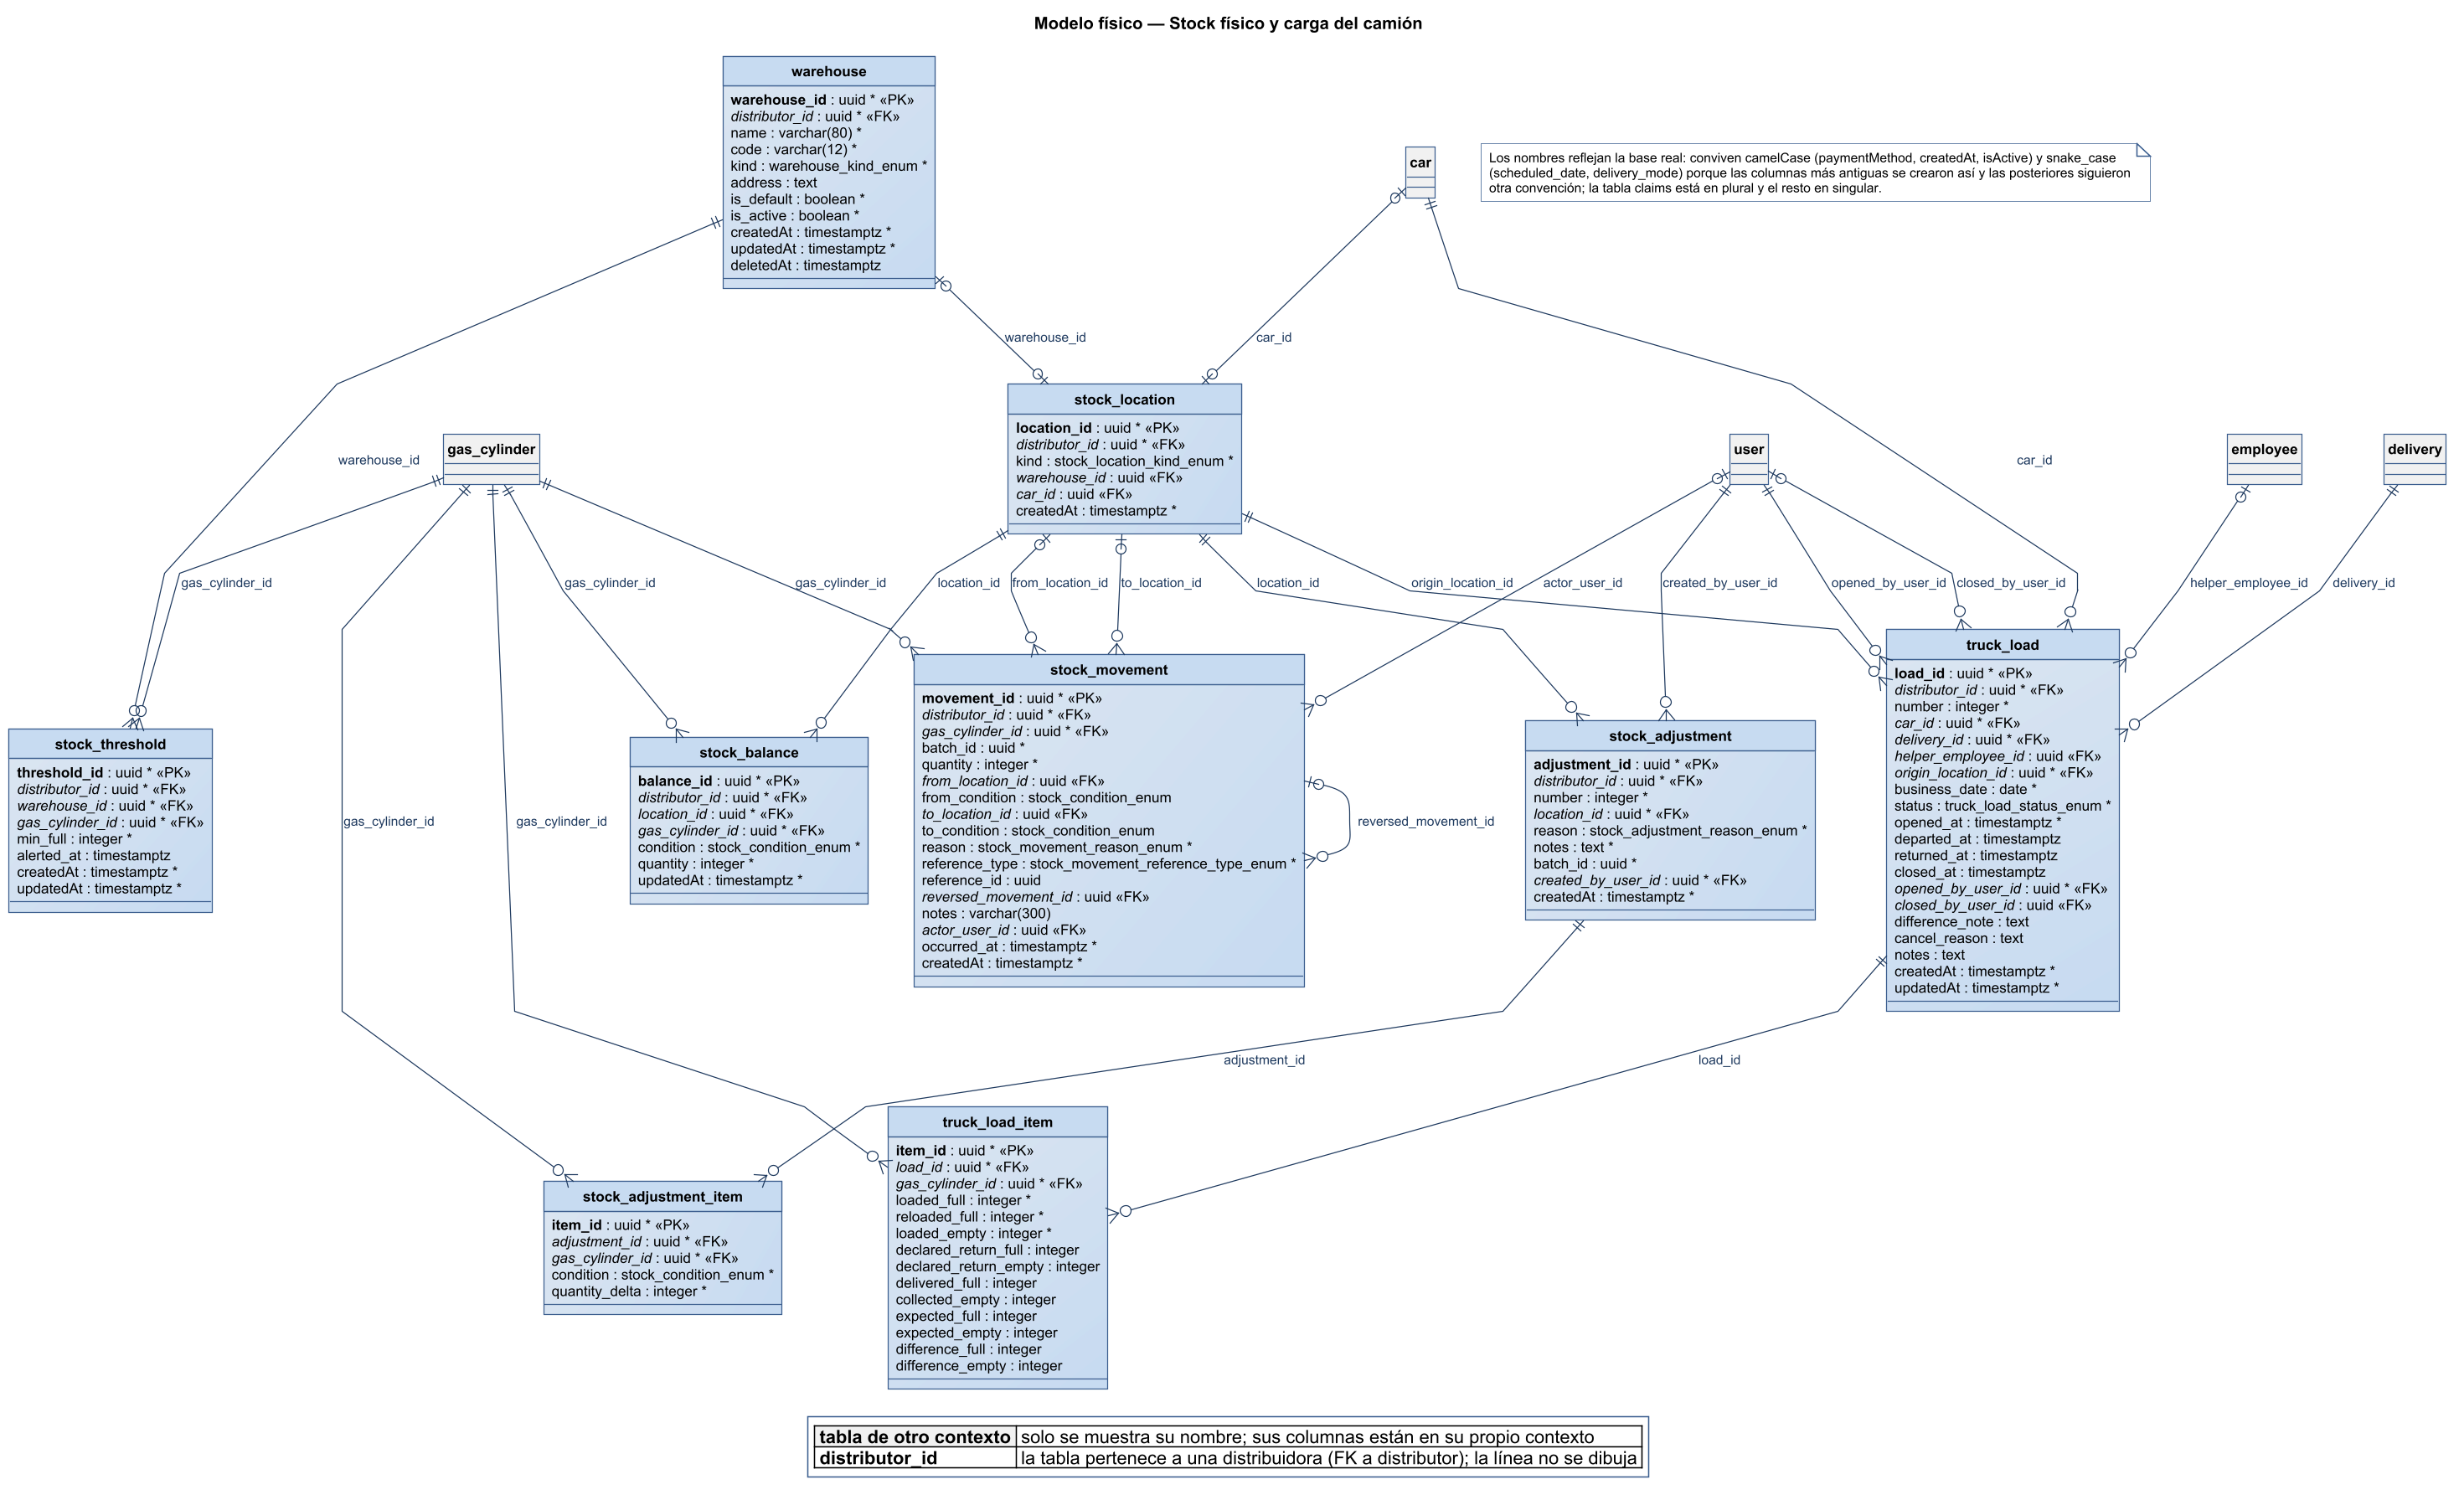 Modelo físico — Stock físico y carga del camión
warehouse
warehouse_id : uuid * «PK»
distributor_id : uuid * «FK»
name : varchar(80) *
code : varchar(12) *
kind : warehouse_kind_enum *
address : text
is_default : boolean *
is_active : boolean *
createdAt : timestamptz *
updatedAt : timestamptz *
deletedAt : timestamptz
car
Los nombres reflejan la base real: conviven camelCase (paymentMethod, createdAt, isActive) y snake_case
(scheduled_date, delivery_mode) porque las columnas más antiguas se crearon así y las posteriores siguieron
otra convención; la tabla claims está en plural y el resto en singular.
warehouse_id
car_id
stock_location
location_id : uuid * «PK»
distributor_id : uuid * «FK»
kind : stock_location_kind_enum *
warehouse_id : uuid «FK»
car_id : uuid «FK»
createdAt : timestamptz *
gas_cylinder
user
employee
delivery
warehouse_id
car_id
gas_cylinder_id
gas_cylinder_id
gas_cylinder_id
location_id
from_location_id
to_location_id
location_id
origin_location_id
actor_user_id
created_by_user_id
opened_by_user_id
closed_by_user_id
helper_employee_id
delivery_id
stock_threshold
threshold_id : uuid * «PK»
distributor_id : uuid * «FK»
warehouse_id : uuid * «FK»
gas_cylinder_id : uuid * «FK»
min_full : integer *
alerted_at : timestamptz
createdAt : timestamptz *
updatedAt : timestamptz *
gas_cylinder_id
gas_cylinder_id
stock_balance
balance_id : uuid * «PK»
distributor_id : uuid * «FK»
location_id : uuid * «FK»
gas_cylinder_id : uuid * «FK»
condition : stock_condition_enum *
quantity : integer *
updatedAt : timestamptz *
stock_movement
movement_id : uuid * «PK»
distributor_id : uuid * «FK»
gas_cylinder_id : uuid * «FK»
batch_id : uuid *
quantity : integer *
from_location_id : uuid «FK»
from_condition : stock_condition_enum
to_location_id : uuid «FK»
to_condition : stock_condition_enum
reason : stock_movement_reason_enum *
reference_type : stock_movement_reference_type_enum *
reference_id : uuid
reversed_movement_id : uuid «FK»
notes : varchar(300)
actor_user_id : uuid «FK»
occurred_at : timestamptz *
createdAt : timestamptz *
reversed_movement_id
stock_adjustment
adjustment_id : uuid * «PK»
distributor_id : uuid * «FK»
number : integer *
location_id : uuid * «FK»
reason : stock_adjustment_reason_enum *
notes : text *
batch_id : uuid *
created_by_user_id : uuid * «FK»
createdAt : timestamptz *
truck_load
load_id : uuid * «PK»
distributor_id : uuid * «FK»
number : integer *
car_id : uuid * «FK»
delivery_id : uuid * «FK»
helper_employee_id : uuid «FK»
origin_location_id : uuid * «FK»
business_date : date *
status : truck_load_status_enum *
opened_at : timestamptz *
departed_at : timestamptz
returned_at : timestamptz
closed_at : timestamptz
opened_by_user_id : uuid * «FK»
closed_by_user_id : uuid «FK»
difference_note : text
cancel_reason : text
notes : text
createdAt : timestamptz *
updatedAt : timestamptz *
adjustment_id
load_id
stock_adjustment_item
item_id : uuid * «PK»
adjustment_id : uuid * «FK»
gas_cylinder_id : uuid * «FK»
condition : stock_condition_enum *
quantity_delta : integer *
truck_load_item
item_id : uuid * «PK»
load_id : uuid * «FK»
gas_cylinder_id : uuid * «FK»
loaded_full : integer *
reloaded_full : integer *
loaded_empty : integer *
declared_return_full : integer
declared_return_empty : integer
delivered_full : integer
collected_empty : integer
expected_full : integer
expected_empty : integer
difference_full : integer
difference_empty : integer
tabla de otro contexto solo se muestra su nombre; sus columnas están en su propio contexto
distributor_id la tabla pertenece a una distribuidora (FK a distributor); la línea no se dibuja